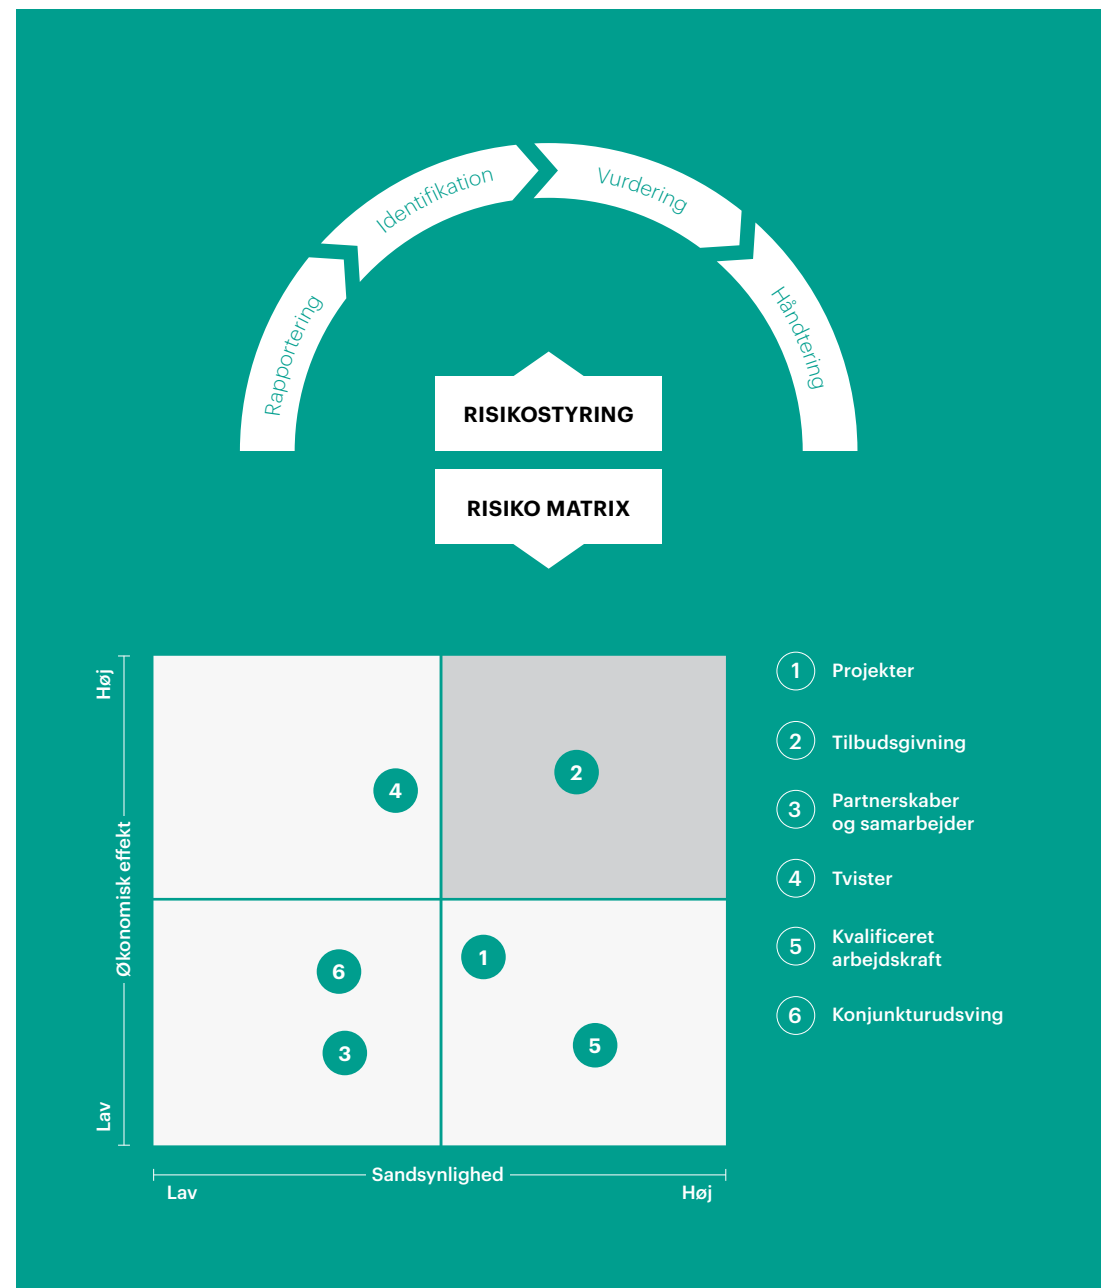 Rapportering
Identifikation
Vurdering
Håndtering
RISIKOSTYRING
RISIKO MATRIX
Høj
Økonomisk effekt
Lav
4
2
6
1
3
5
Sandsynlighed
Lav
Høj
1 Projekter
2 Tilbudsgivning
3 Partnerskaber
og samarbejder
4 Tvister
5 Kvalificeret
arbejdskraft
6 Konjunkturudsving